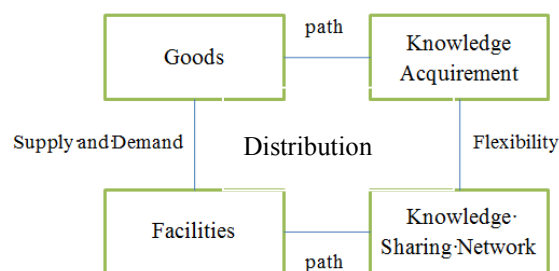 path
Goods
Knowledge
Acquirement
Supply and Demand
Distribution
Flexibility
Facilities
Knowledge
Sharing Network
path